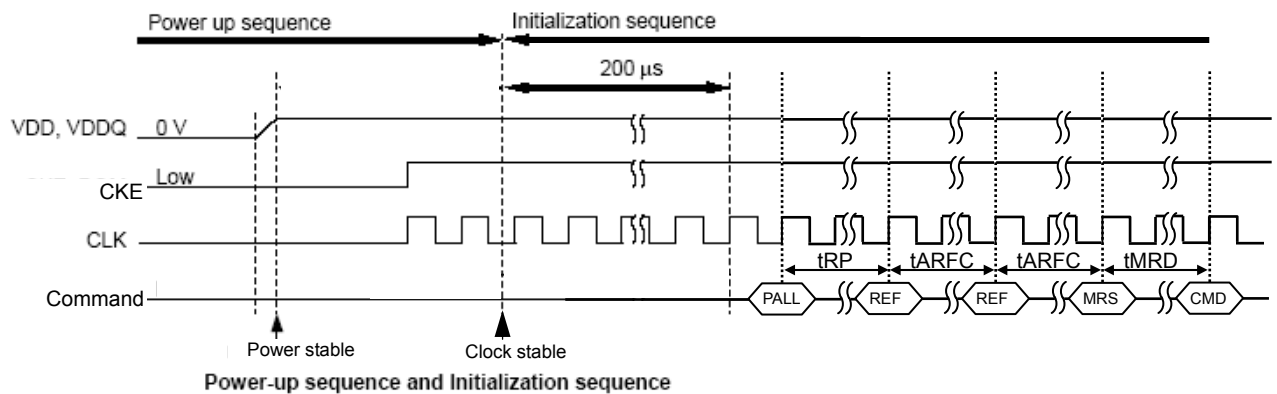 Power up sequence
Initialization sequence
200 μs
VDD, VDDQ 0 V
CKE Low
CLK
tRP tARFC tARFC tMRD
Command PALL REF REF MRS CMD
Power stable
Clock stable
Power-up sequence and Initialization sequence